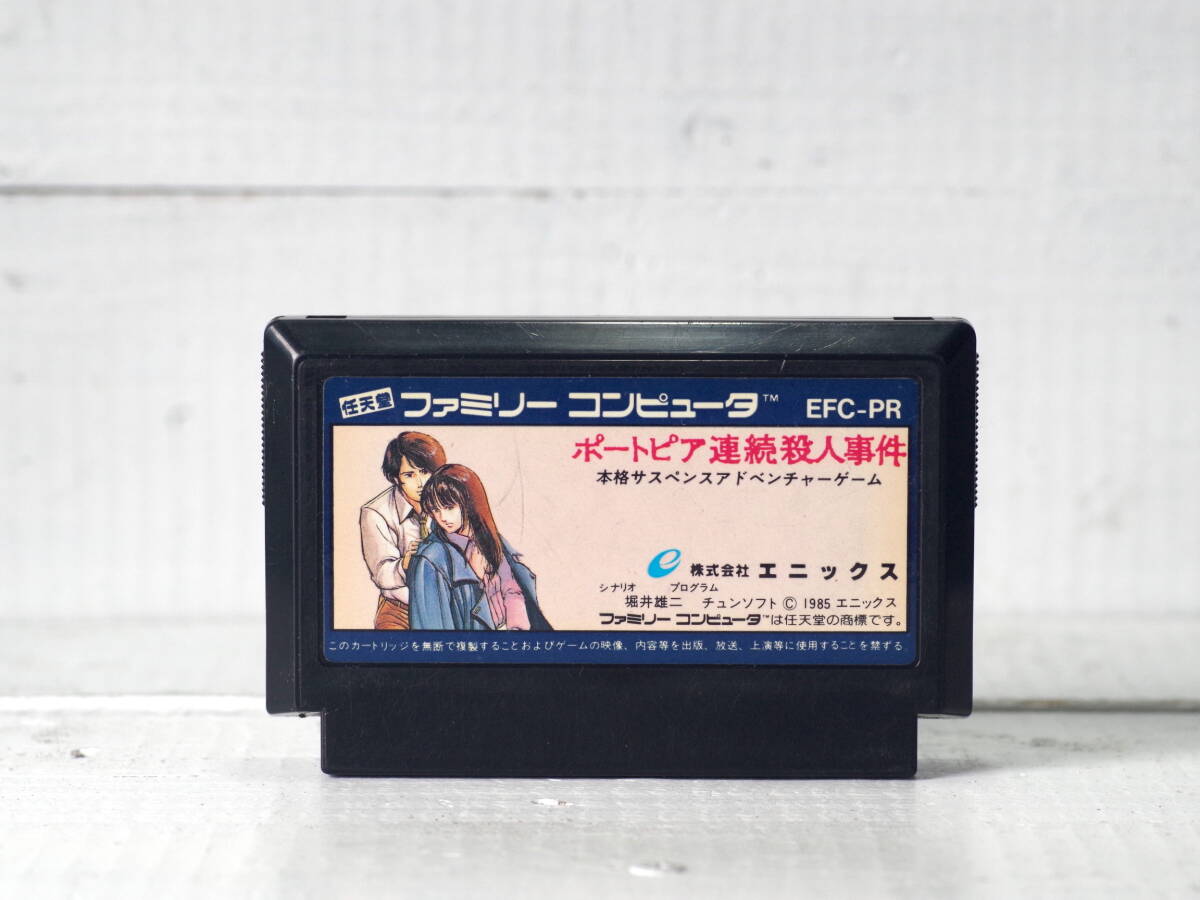 任天堂 ファミリー コンピュータ™ EFC-PR
ポートピア連続殺人事件
本格サスペンスアドベンチャーゲーム
e 株式会社 エニックス
シナリオ プログラム
堀井雄二 チュンソフト Ⓒ 1985 エニックス
ファミリー コンピュータ™は任天堂の商標です。
このカートリッジを無断で複製することおよびゲームの映像、内容等を出版、放送、上演等に使用することを禁ずる。